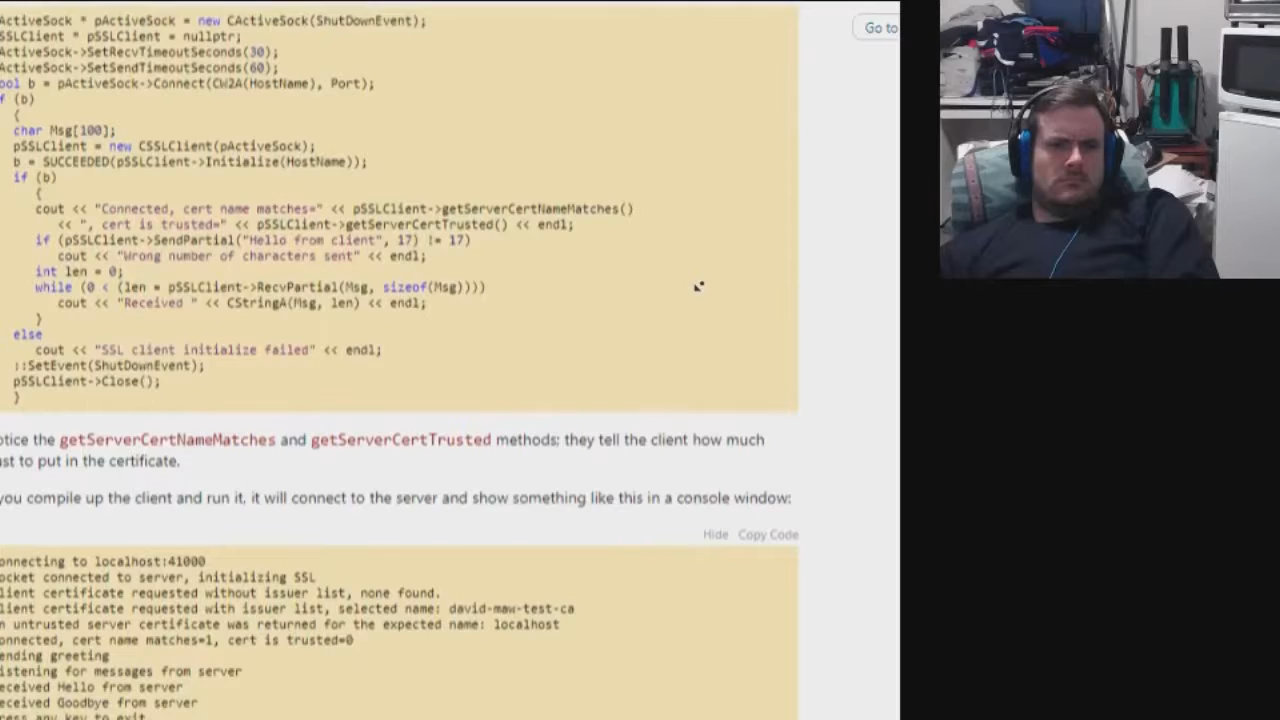 ActiveSock * pActiveSock = new CActiveSock(ShutDownEvent);
SSLClient * pSSLClient = nullptr;
ActiveSock->SetRecvTimeoutSeconds(30);
ActiveSock->SetSendTimeoutSeconds(60);
ool b = pActiveSock->Connect(CW2A(HostName), Port);
f (b)
{
char Msg[100];
pSSLClient = new CSSLClient(pActiveSock);
b = SUCCEEDED(pSSLClient->Initialize(HostName));
if (b)
{
cout << "Connected, cert name matches=" << pSSLClient->getServerCertNameMatches()
<< ", cert is trusted=" << pSSLClient->getServerCertTrusted() << endl;
if (pSSLClient->SendPartial("Hello from client", 17) != 17)
cout << "Wrong number of characters sent" << endl;
int len = 0;
while (0 < (len = pSSLClient->RecvPartial(Msg, sizeof(Msg))))
cout << "Received " << CStringA(Msg, len) << endl;
}
else
cout << "SSL client initialize failed" << endl;
::SetEvent(ShutDownEvent);
pSSLClient->Close();
}
Go to
otice the getServerCertNameMatches and getServerCertTrusted methods; they tell the client how much
ust to put in the certificate.
you compile up the client and run it, it will connect to the server and show something like this in a console window:
Hide Copy Code
onnecting to localhost:41000
ocket connected to server, initializing SSL
lient certificate requested without issuer list, none found.
lient certificate requested with issuer list, selected name: david-maw-test-ca
n untrusted server certificate was returned for the expected name: localhost
onnected, cert name matches=1, cert is trusted=0
ending greeting
istening for messages from server
eceived Hello from server
eceived Goodbye from server
ress any key to exit